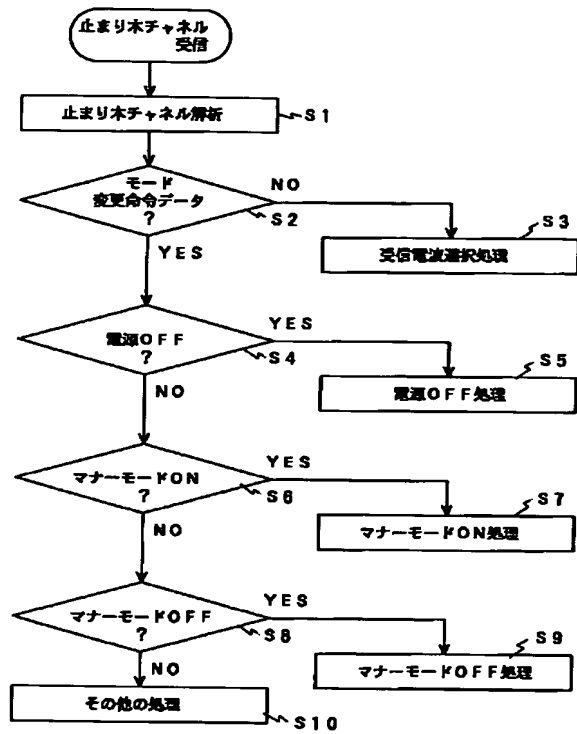 止まり木チャネル
受信
止まり木チャネル解析
S1
モード
変更命令データ
?
NO
S2
S3
YES
受信電波選択処理
電源OFF
?
YES
S4
S5
NO
電源OFF処理
マナーモードON
?
YES
S6
S7
NO
マナーモードON処理
マナーモードOFF
?
YES
S8
S9
NO
マナーモードOFF処理
その他の処理
S10